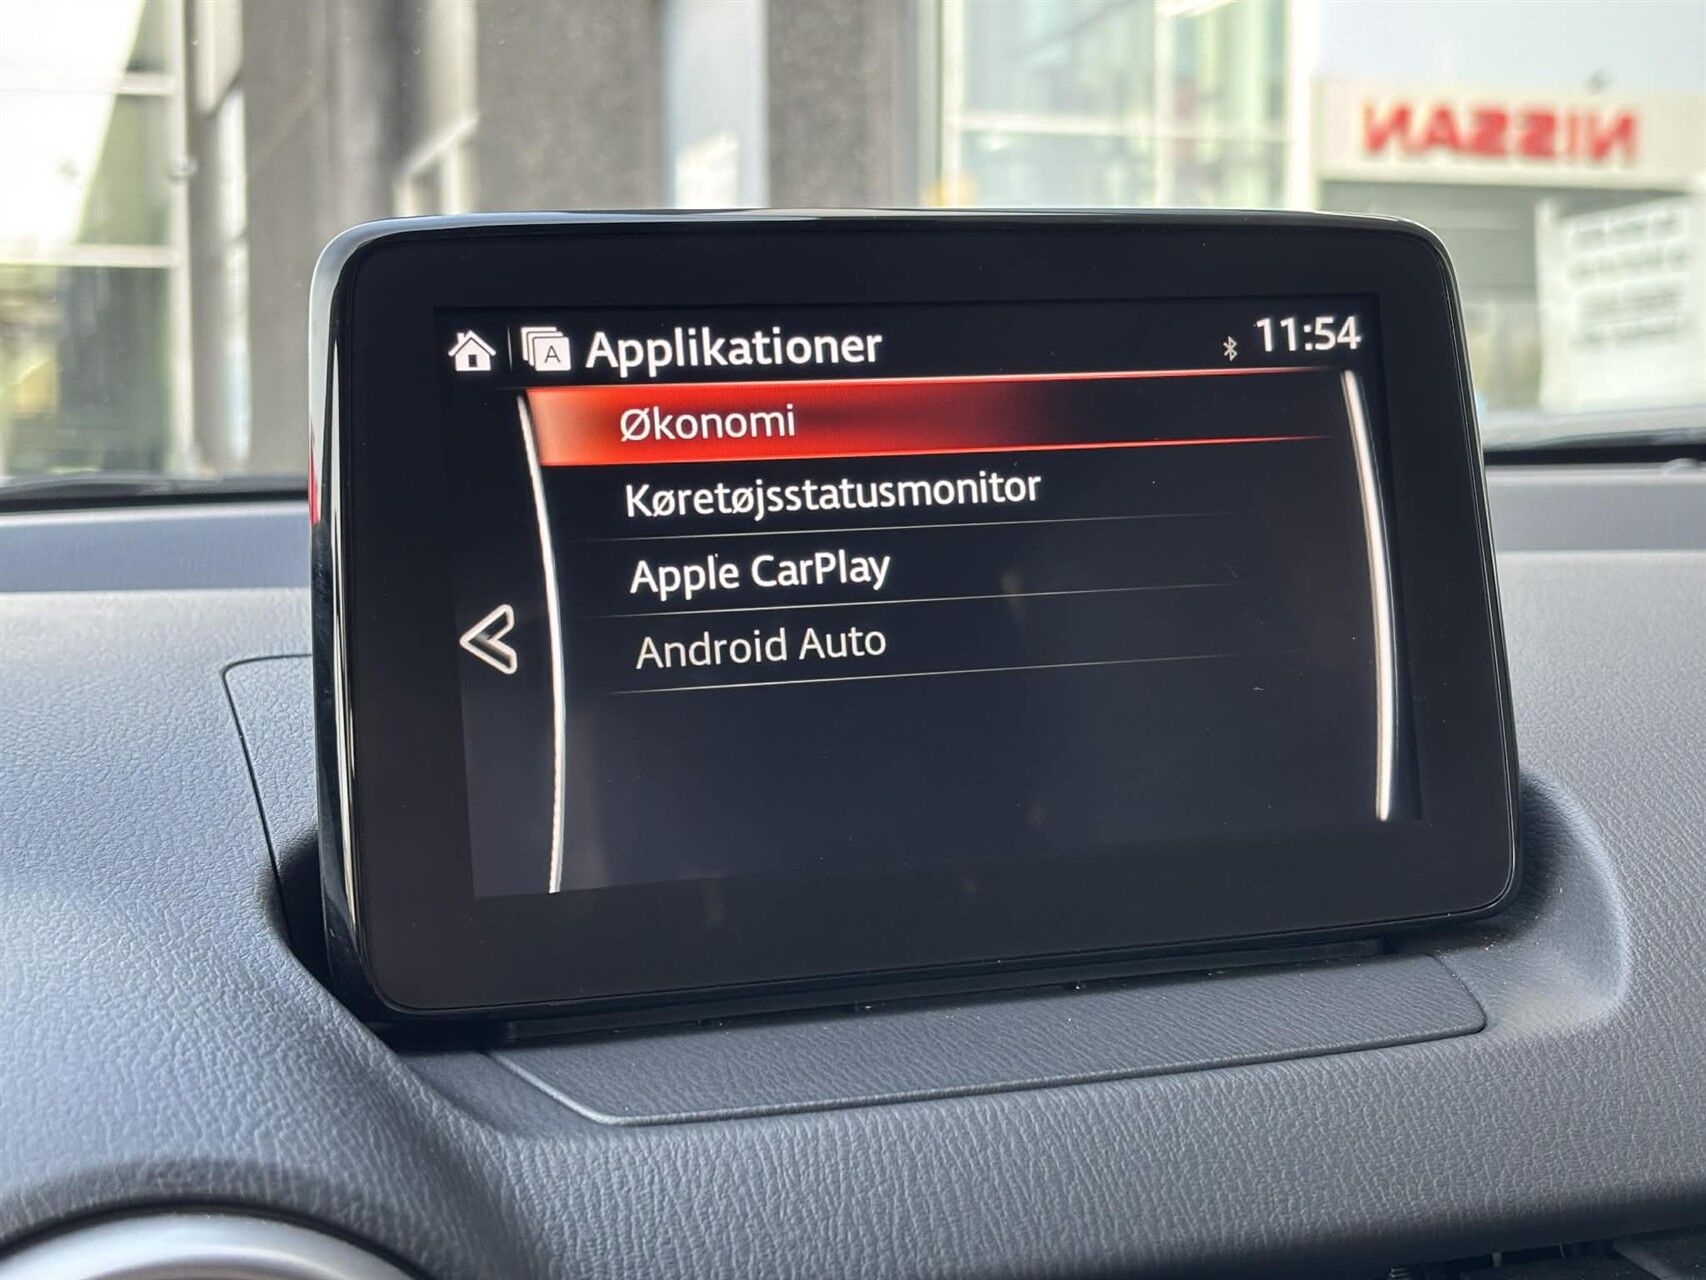 NISSAN
Applikationer
11:54
Økonomi
Køretøjsstatusmonitor
Apple CarPlay
Android Auto